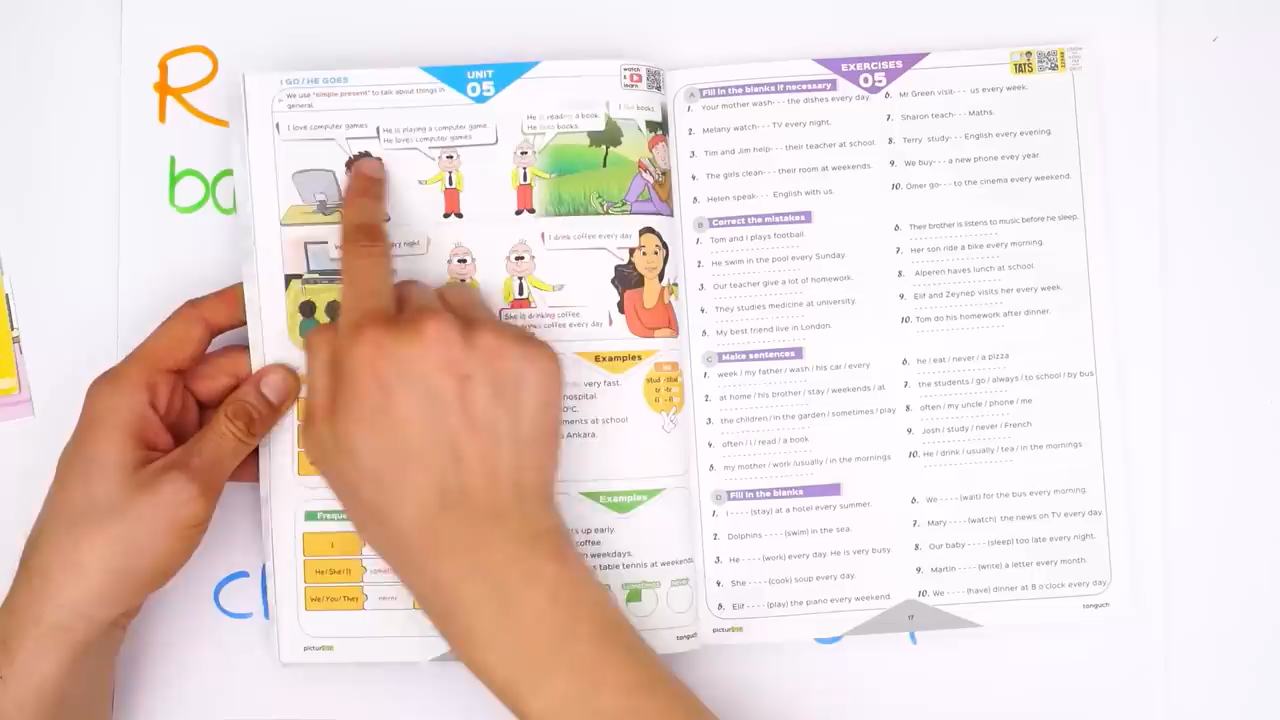 R
ba
I GO / HE GOES
UNIT
05
watch
&
learn
We use "simple present" to talk about things in
general.
I love computer games
He is playing a computer game.
He loves computer games
He is reading a book.
He books.
I books.
night
I drink coffee every day
She is drinking coffee
coffee every day
Examples
very fast.
hospital.
at school
Ankara.
Examples
up early.
coffee.
weekdays.
table tennis at weekends
I
He/She/It
We/You/They
never
sometimes
never
picturEng
tonguch
EXERCISES
05
TATS
A Fill in the blanks if necessary
1. Your mother wash- - - the dishes every day.
2. Melany watch- - - TV every night.
3. Tim and Jim help- - - their teacher at school.
4. The girls clean- - - their room at weekends.
5. Helen speak- - - English with us.
6. Mr Green visit- - - us every week.
7. Sharon teach- - - Maths.
8. Terry study- - - English every evening.
9. We buy- - - a new phone evey year.
10. Omer go- - - to the cinema every weekend.
B Correct the mistakes
1. Tom and I plays football.
2. He swim in the pool every Sunday.
3. Our teacher give a lot of homework.
4. They studies medicine at university.
5. My best friend live in London.
6. Theır brother is listens to music before he sleep.
7. Her son ride a bike every morning.
8. Alperen haves lunch at school.
9. Elif and Zeynep visits her every week.
10. Tom do his homework after dinner.
C Make sentences
1. week / my father / wash / his car / every
2. at home / his brother / stay / weekends / at
3. the children / in the garden / sometimes / play
4. often / I / read / a book
5. my mother / work /usually / in the mornings
6. he / eat / never / a pizza
7. the students / go / always / to school / by bus
8. often / my uncle / phone / me
9. Josh / study / never / French
10. He / drink / usually / tea / in the mornings
D Fill in the blanks
1. I - - - - (stay) at a hotel every summer.
2. Dolphins - - - - (swim) in the sea.
3. He - - - - (work) every day. He is very busy
4. She - - - - (cook) soup every day.
5. Elif - - - - (play) the piano every weekend.
6. We - - - - (wait) for the bus every morning.
7. Mary - - - - (watch) the news on TV every day
8. Our baby - - - - (sleep) too late every night.
9. Martin - - - - (write) a letter every month.
10. We - - - - (have) dinner at 8 o'clock every day
picturEng
17
tonguch